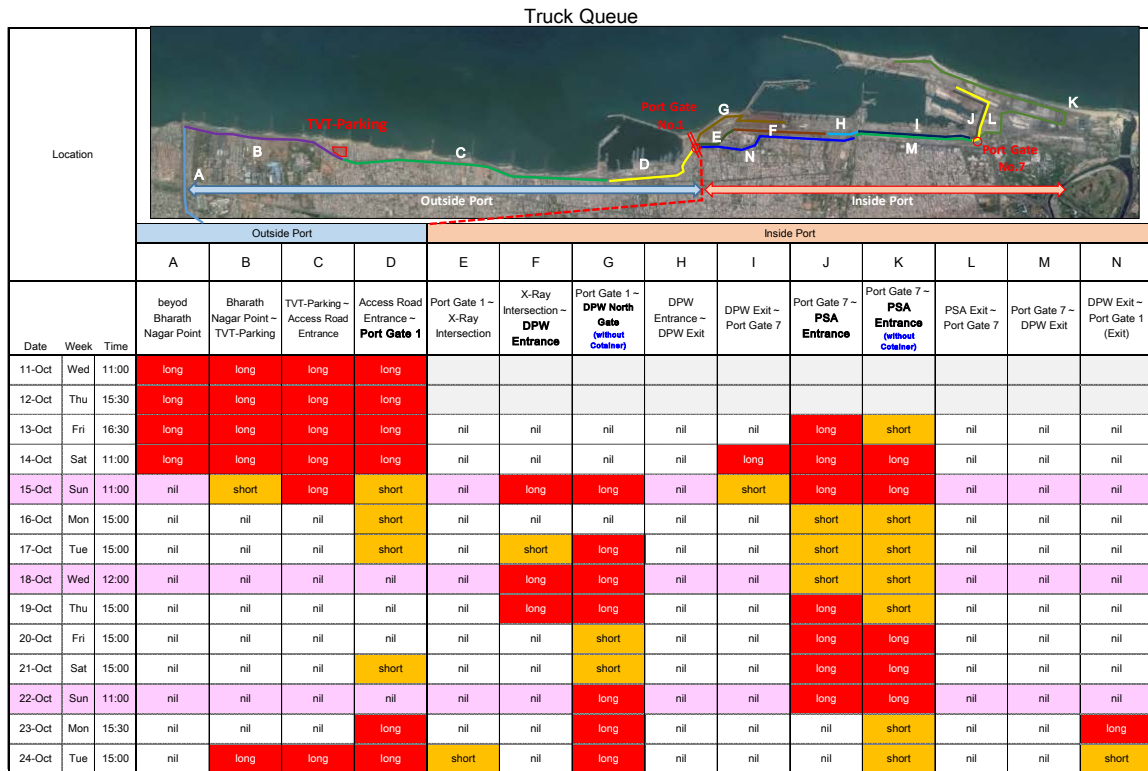 Truck Queue
Location
TVT-Parking
Port Gate
No.1
A
B
C
D
E
G
F
N
H
I
M
J
L
K
Port Gate
No.7
Outside Port
Inside Port
Outside Port Inside Port
A B C D E F G H I J K L M N
Date Week Time
beyod ~ Bharath Nagar Point
Bharath Nagar Point ~ TVT-Parking
TVT-Parking ~ Access Road Entrance
Access Road Entrance ~ Port Gate 1
Port Gate 1 ~ X-Ray Intersection
X-Ray Intersection ~ DPW Entrance
Port Gate 1 ~ DPW North Gate (without Cotainer)
DPW Entrance ~ DPW Exit
DPW Exit ~ Port Gate 7
Port Gate 7 ~ PSA Entrance
Port Gate 7 ~ PSA Entrance (without Cotainer)
PSA Exit ~ Port Gate 7
Port Gate 7 ~ DPW Exit
DPW Exit ~ Port Gate 1 (Exit)
11-Oct Wed 11:00 long long long long
12-Oct Thu 15:30 long long long long
13-Oct Fri 16:30 long long long long nil nil nil nil nil long short nil nil nil
14-Oct Sat 11:00 long long long long nil nil nil nil long long long nil nil nil
15-Oct Sun 11:00 nil short long short nil long long nil short long long nil nil nil
16-Oct Mon 15:00 nil nil nil short nil nil nil nil nil short short nil nil nil
17-Oct Tue 15:00 nil nil nil short nil short long nil nil short short nil nil nil
18-Oct Wed 12:00 nil nil nil nil nil long long nil nil short short nil nil nil
19-Oct Thu 15:00 nil nil nil nil nil long long nil nil long short nil nil nil
20-Oct Fri 15:00 nil nil nil nil nil nil short nil nil long long nil nil nil
21-Oct Sat 15:00 nil nil nil short nil nil short nil nil long long nil nil nil
22-Oct Sun 11:00 nil nil nil nil nil nil long nil nil long long nil nil nil
23-Oct Mon 15:30 nil nil nil long nil nil long nil nil nil short nil nil long
24-Oct Tue 15:00 nil long long long short nil long nil nil nil short nil nil short